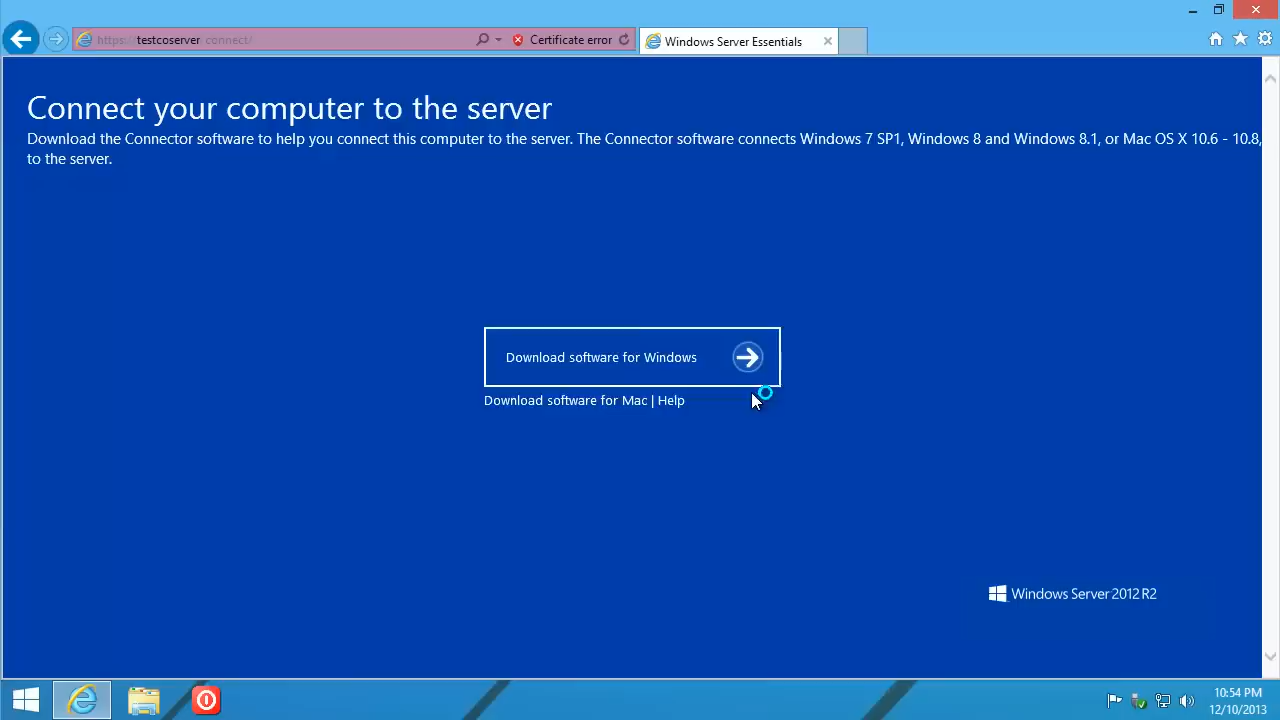 https://testcoserver/connect/
Certificate error
Windows Server Essentials
Connect your computer to the server
Download the Connector software to help you connect this computer to the server. The Connector software connects Windows 7 SP1, Windows 8 and Windows 8.1, or Mac OS X 10.6 - 10.8,
to the server.
Download software for Windows
Download software for Mac | Help
Windows Server 2012 R2
10:54 PM
12/10/2013